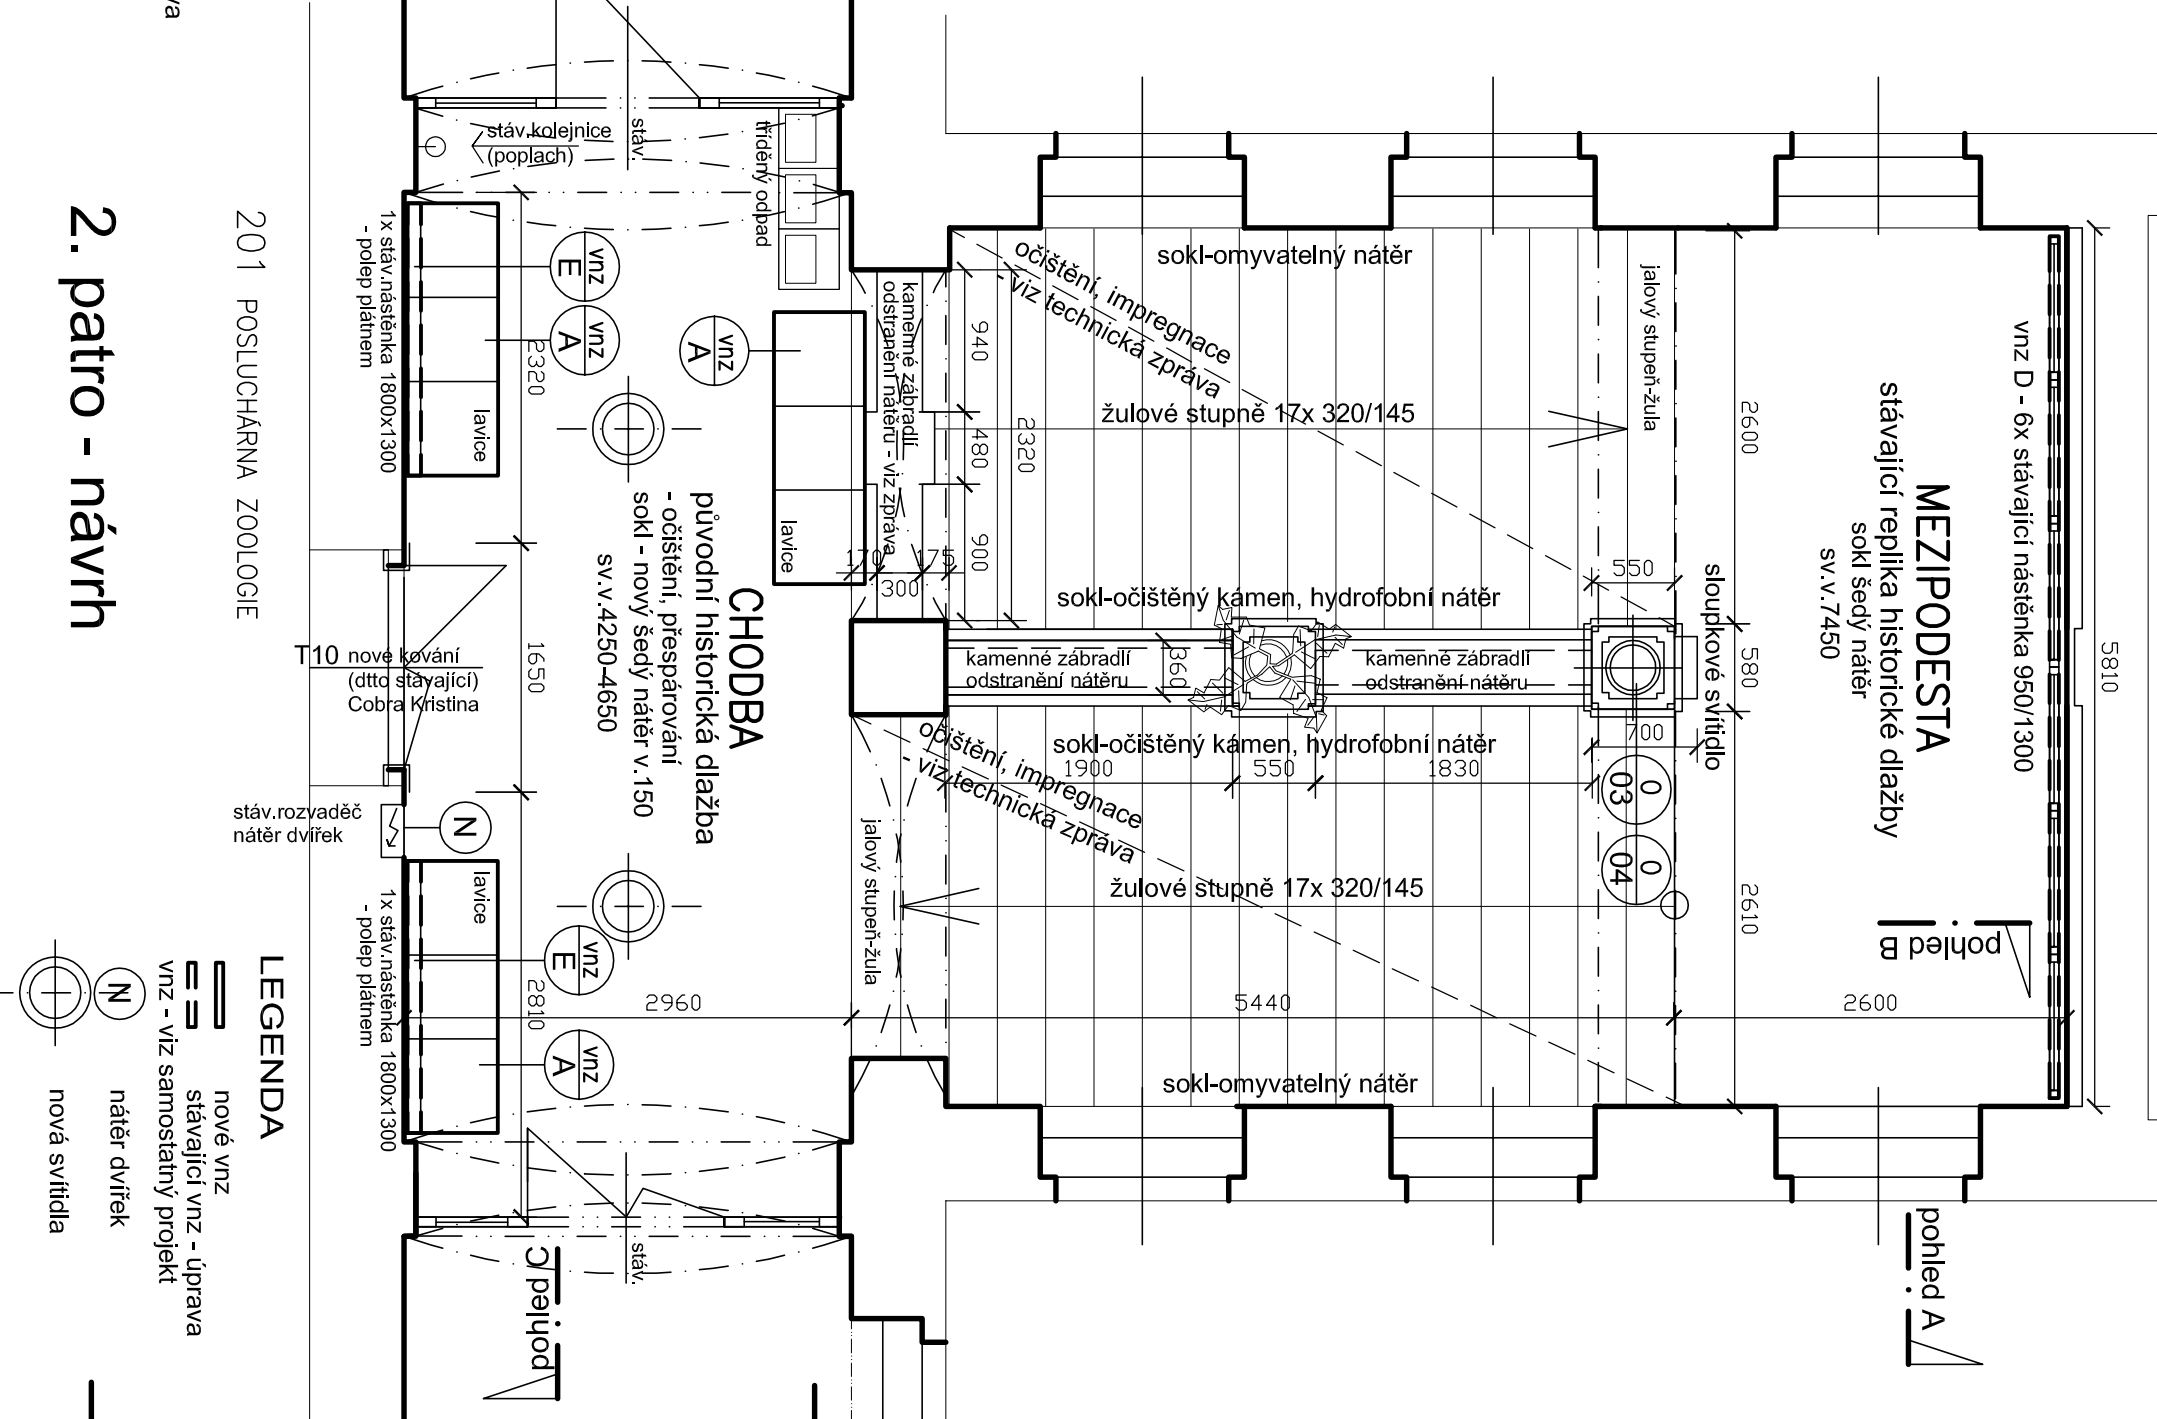 2. patro - návrh
201 POSLUCHÁRNA ZOOLOGIE
va
stáv.kolejnice
(poplach)
stáv.
tříděný odpad
1x stáv.nástěnka 1800x1300
- polep plátnem
vnz
E
vnz
A
lavice
2320
vnz
A
lavice
kamenné zábradlí
odstranění nátěru - viz zpráva
940
480
900
2320
170
175
300
CHODBA
původní historická dlažba
- očištění, přespárování
sokl - nový šedý nátěr v.150
sv.v.4250-4650
T10 nové kování
(dtto stávající)
Cobra Kristina
1650
stáv.rozvaděč
nátěr dvířek
N
lavice
1x stáv.nástěnka 1800x1300
- polep plátnem
vnz
E
vnz
A
2810
2960
stáv.
pohled C
sokl-omyvatelný nátěr
očištění, impregnace
- viz technická zpráva
žulové stupně 17x 320/145
jalový stupeň-žula
2600
sokl-očištěný kámen, hydrofobní nátěr
kamenné zábradlí
odstranění nátěru
360
kamenné zábradlí
odstranění nátěru
550
580
700
sloupkové svítidlo
sokl-očištěný kámen, hydrofobní nátěr
1900
550
1830
očištění, impregnace
- viz technická zpráva
žulové stupně 17x 320/145
jalový stupeň-žula
0
03
0
04
2610
5440
2600
sokl-omyvatelný nátěr
MEZIPODESTA
stávající replika historické dlažby
sokl šedý nátěr
sv.v.7450
vnz D - 6x stávající nástěnka 950/1300
5810
pohled B
pohled A
LEGENDA
nové vnz
stávající vnz - úprava
vnz - viz samostatný projekt
N
nátěr dvířek
nová svítidla